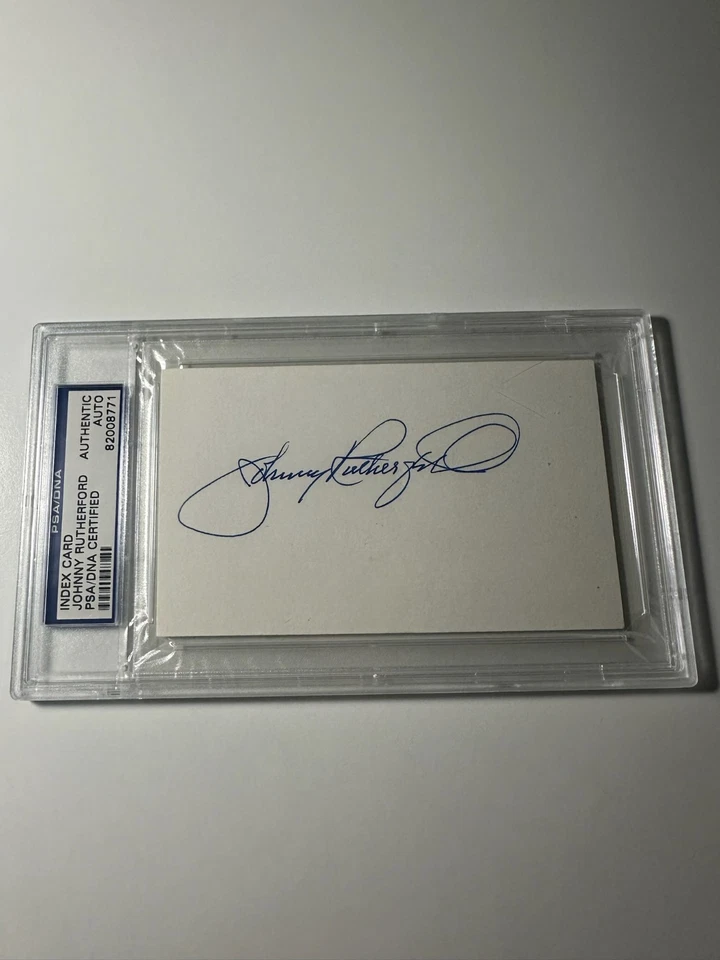 PSA/DNA
INDEX CARD
JOHNNY RUTHERFORD
PSA/DNA CERTIFIED
AUTHENTIC
AUTO
82008771
Johnny Rutherford